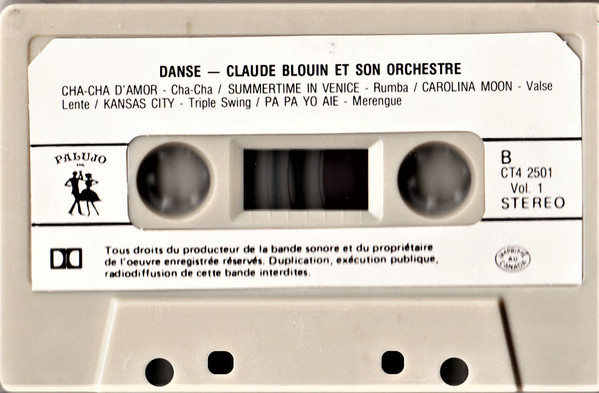 DANSE — CLAUDE BLOUIN ET SON ORCHESTRE
CHA-CHA D'AMOR - Cha-Cha / SUMMERTIME IN VENICE - Rumba / CAROLINA MOON - Valse
Lente / KANSAS CITY - Triple Swing / PA PA YO AIE - Merengue
PALUJO
B
CT4 2501
Vol. 1
STEREO
Tous droits du producteur de la bande sonore et du propriétaire
de l'oeuvre enregistrée réservés. Duplication, exécution publique,
radiodiffusion de cette bande interdites.
IMPRIMÉ
AU
CANADA